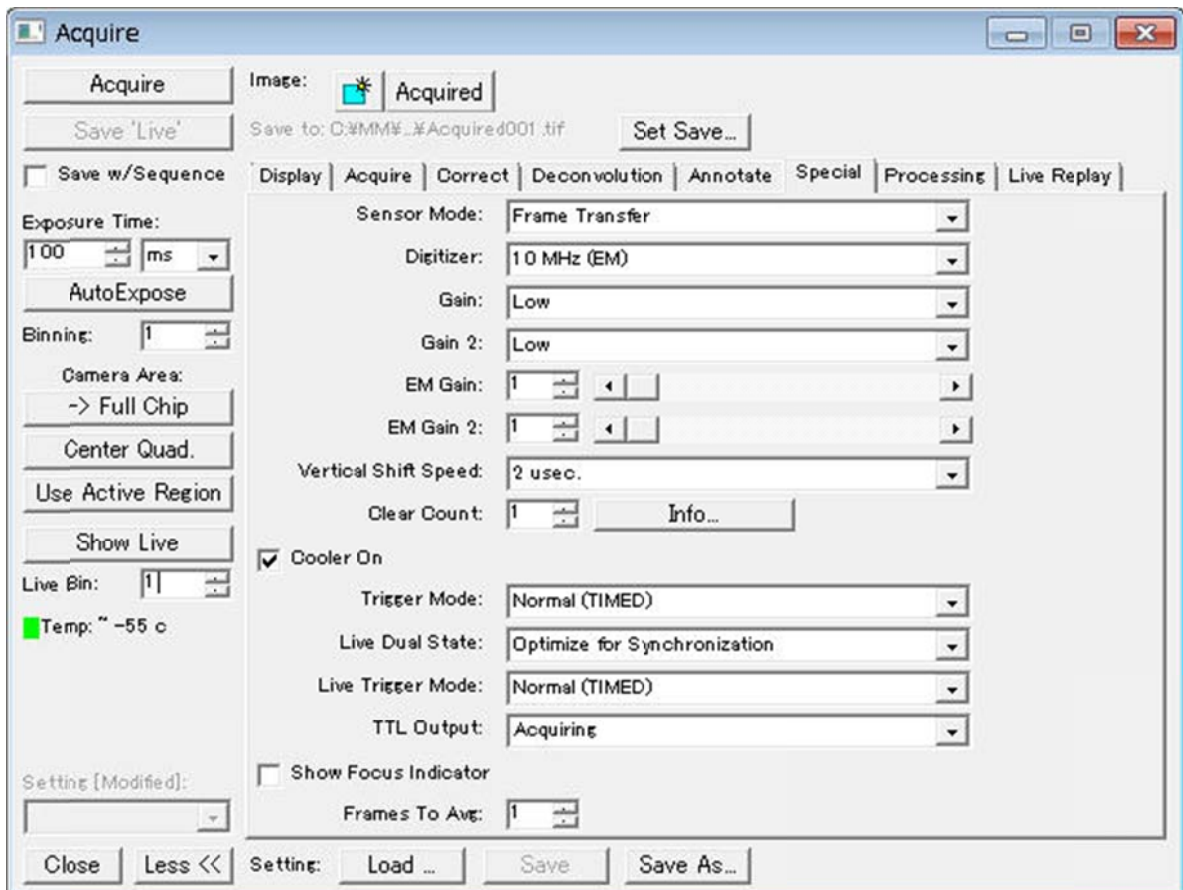 Acquire
Acquire
Image:
Acquired
Save 'Live'
Save to: C:¥MM¥_¥Acquired001.tif
Set Save...
Save w/Sequence
Display
Acquire
Correct
Deconvolution
Annotate
Special
Processing
Live Replay
Exposure Time:
100
ms
AutoExpose
Binning:
1
Camera Area:
-> Full Chip
Center Quad.
Use Active Region
Show Live
Live Bin:
1
Temp: ~ -55 c
Setting [Modified]:
Sensor Mode:
Frame Transfer
Digitizer:
10 MHz (EM)
Gain:
Low
Gain 2:
Low
EM Gain:
1
EM Gain 2:
1
Vertical Shift Speed:
2 usec.
Clear Count:
1
Info...
Cooler On
Trigger Mode:
Normal (TIMED)
Live Dual State:
Optimize for Synchronization
Live Trigger Mode:
Normal (TIMED)
TTL Output:
Acquiring
Show Focus Indicator
Frames To Avg:
1
Close
Less <<
Setting:
Load ...
Save
Save As...